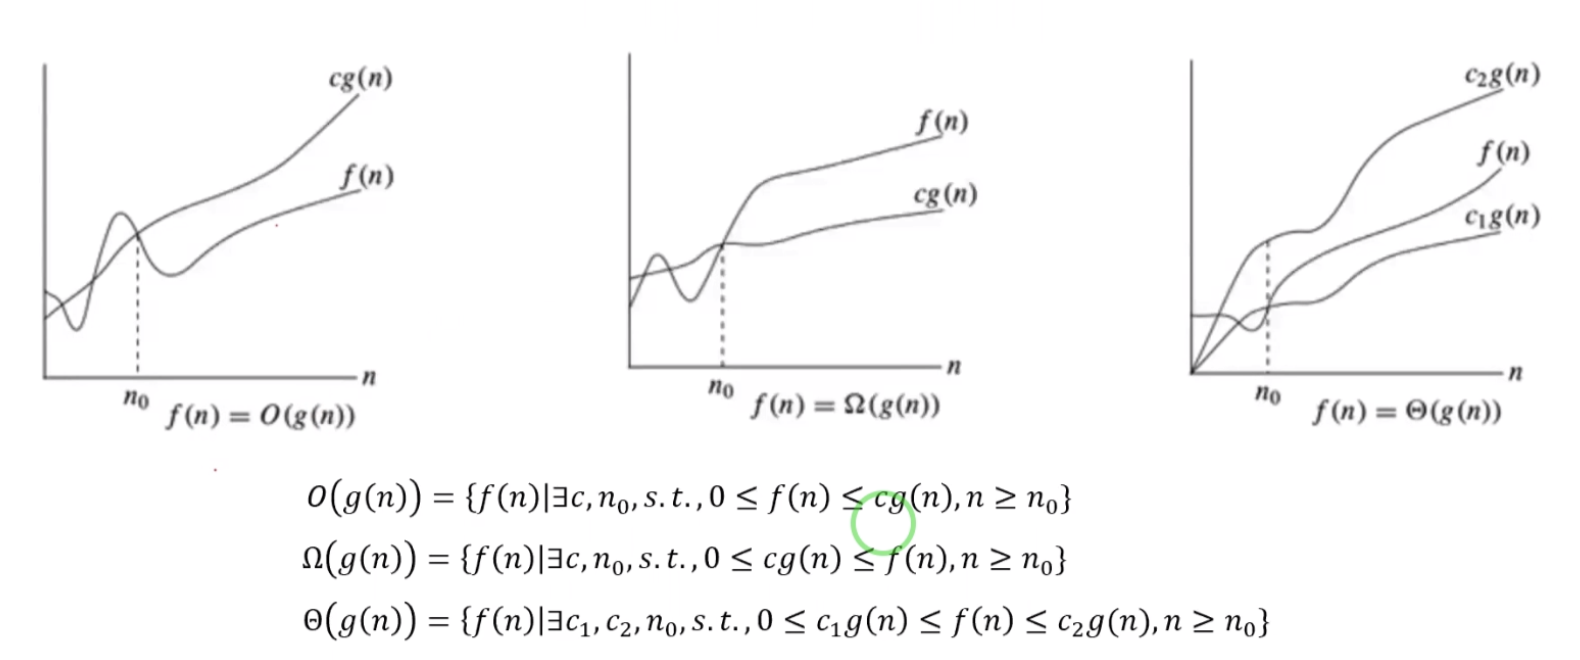 cg(n)
f(n)
n
n₀
f(n) = O(g(n))
f(n)
cg(n)
n
n₀
f(n) = Ω(g(n))
c₂g(n)
f(n)
c₁g(n)
n
n₀
f(n) = Θ(g(n))
O(g(n)) = {f(n)|∃c, n₀, s. t. , 0 ≤ f(n) ≤ cg(n), n ≥ n₀}
Ω(g(n)) = {f(n)|∃c, n₀, s. t. , 0 ≤ cg(n) ≤ f(n), n ≥ n₀}
Θ(g(n)) = {f(n)|∃c₁, c₂, n₀, s. t. , 0 ≤ c₁g(n) ≤ f(n) ≤ c₂g(n), n ≥ n₀}